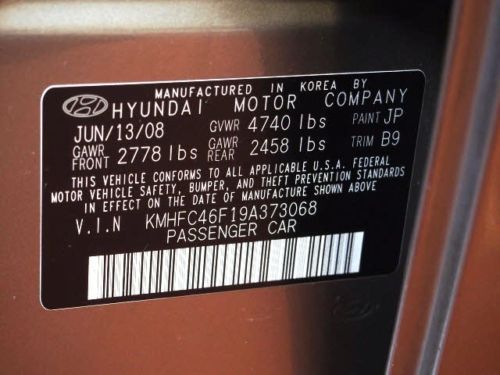 MANUFACTURED IN KOREA BY
HYUNDAI MOTOR COMPANY
JUN/13/08 GVWR 4740 lbs PAINT JP
GAWR FRONT 2778 lbs GAWR REAR 2458 lbs TRIM B9
THIS VEHICLE CONFORMS TO ALL APPLICABLE U.S.A. FEDERAL
MOTOR VEHICLE SAFETY, BUMPER, AND THEFT PREVENTION STANDARDS
IN EFFECT ON THE DATE OF MANUFACTURE SHOWN ABOVE.
V.I.N KMHFC46F19A373068
PASSENGER CAR